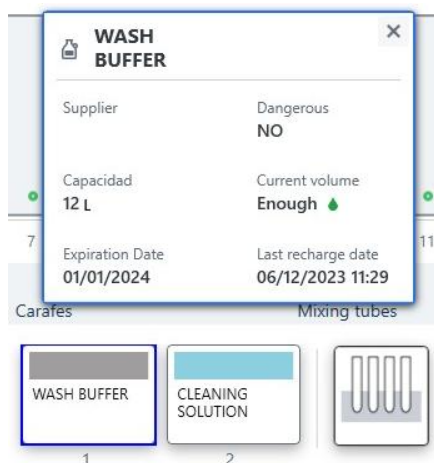 WASH
BUFFER
Supplier
Dangerous
NO
Capacidad
12 L
Current volume
Enough
Expiration Date
01/01/2024
Last recharge date
06/12/2023 11:29
7
11
Carafes
Mixing tubes
WASH BUFFER
CLEANING
SOLUTION
1
2